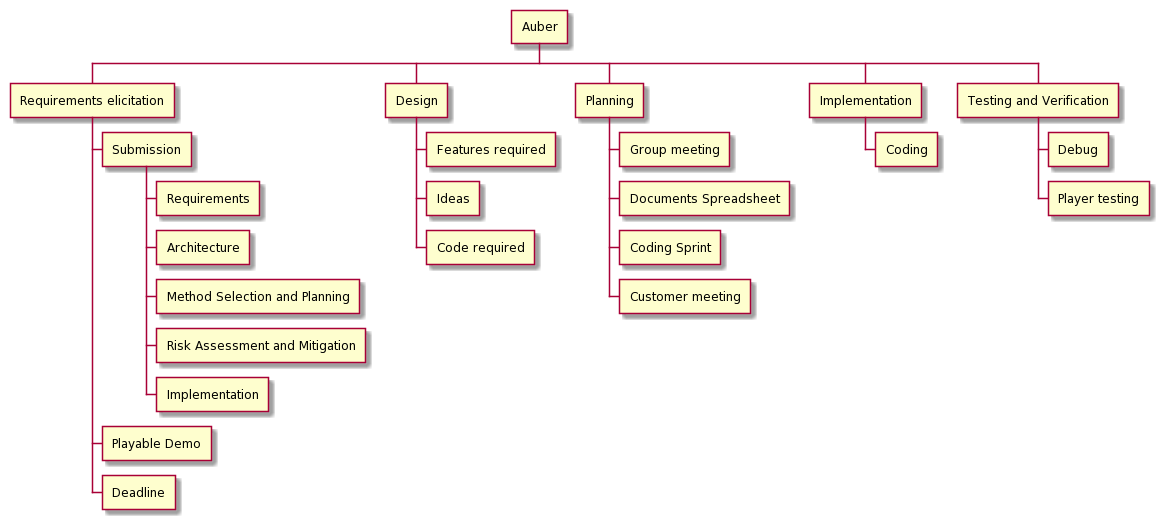 Auber
Requirements elicitation
Submission
Requirements
Architecture
Method Selection and Planning
Risk Assessment and Mitigation
Implementation
Playable Demo
Deadline
Design
Features required
Ideas
Code required
Planning
Group meeting
Documents Spreadsheet
Coding Sprint
Customer meeting
Implementation
Coding
Testing and Verification
Debug
Player testing